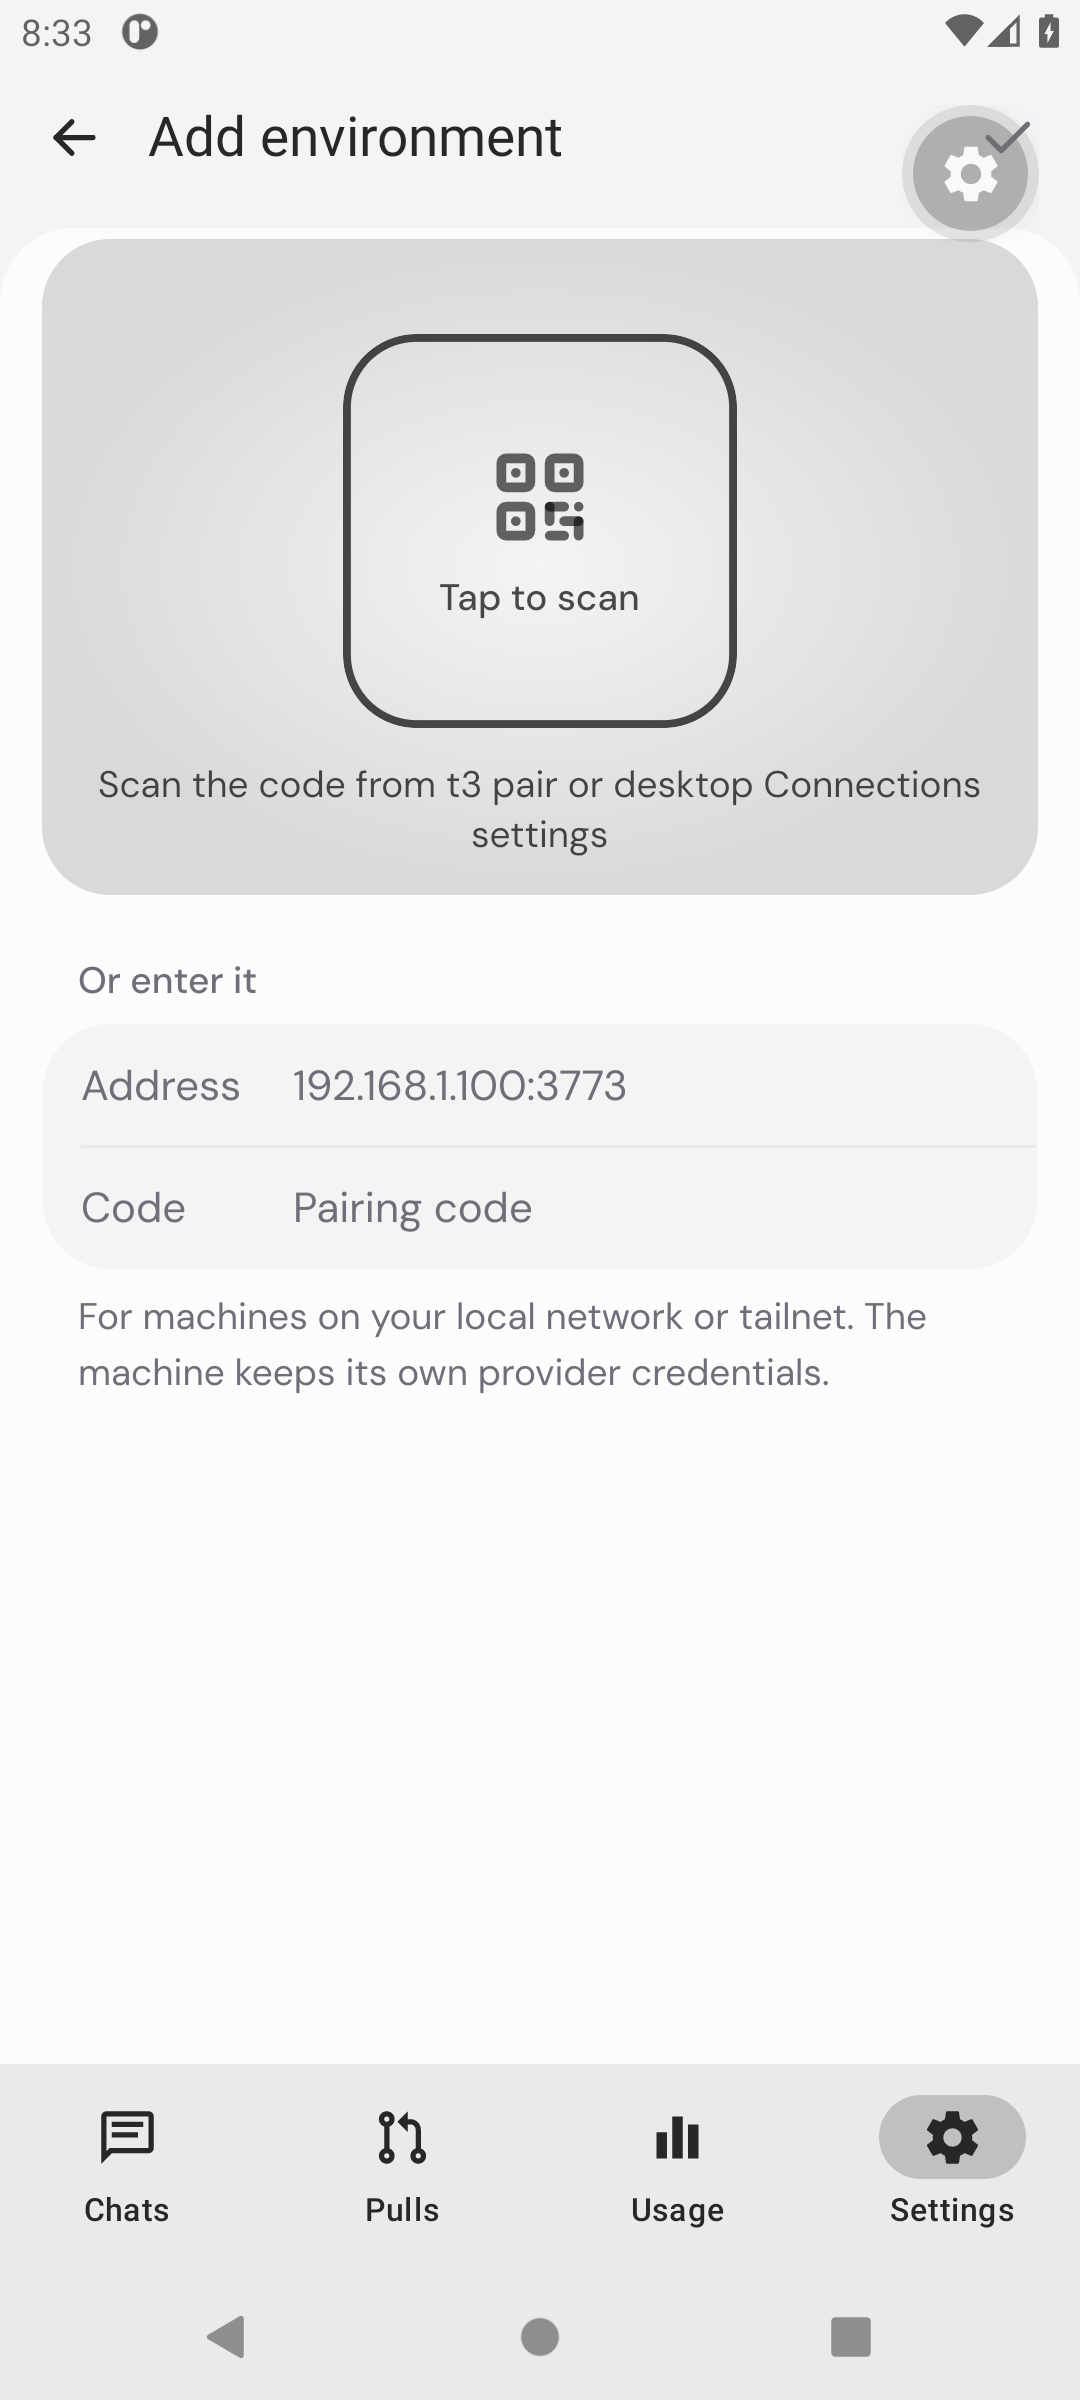 8:33
Add environment
Tap to scan
Scan the code from t3 pair or desktop Connections
settings
Or enter it
Address 192.168.1.100:3773
Code Pairing code
For machines on your local network or tailnet. The
machine keeps its own provider credentials.
Chats Pulls Usage Settings